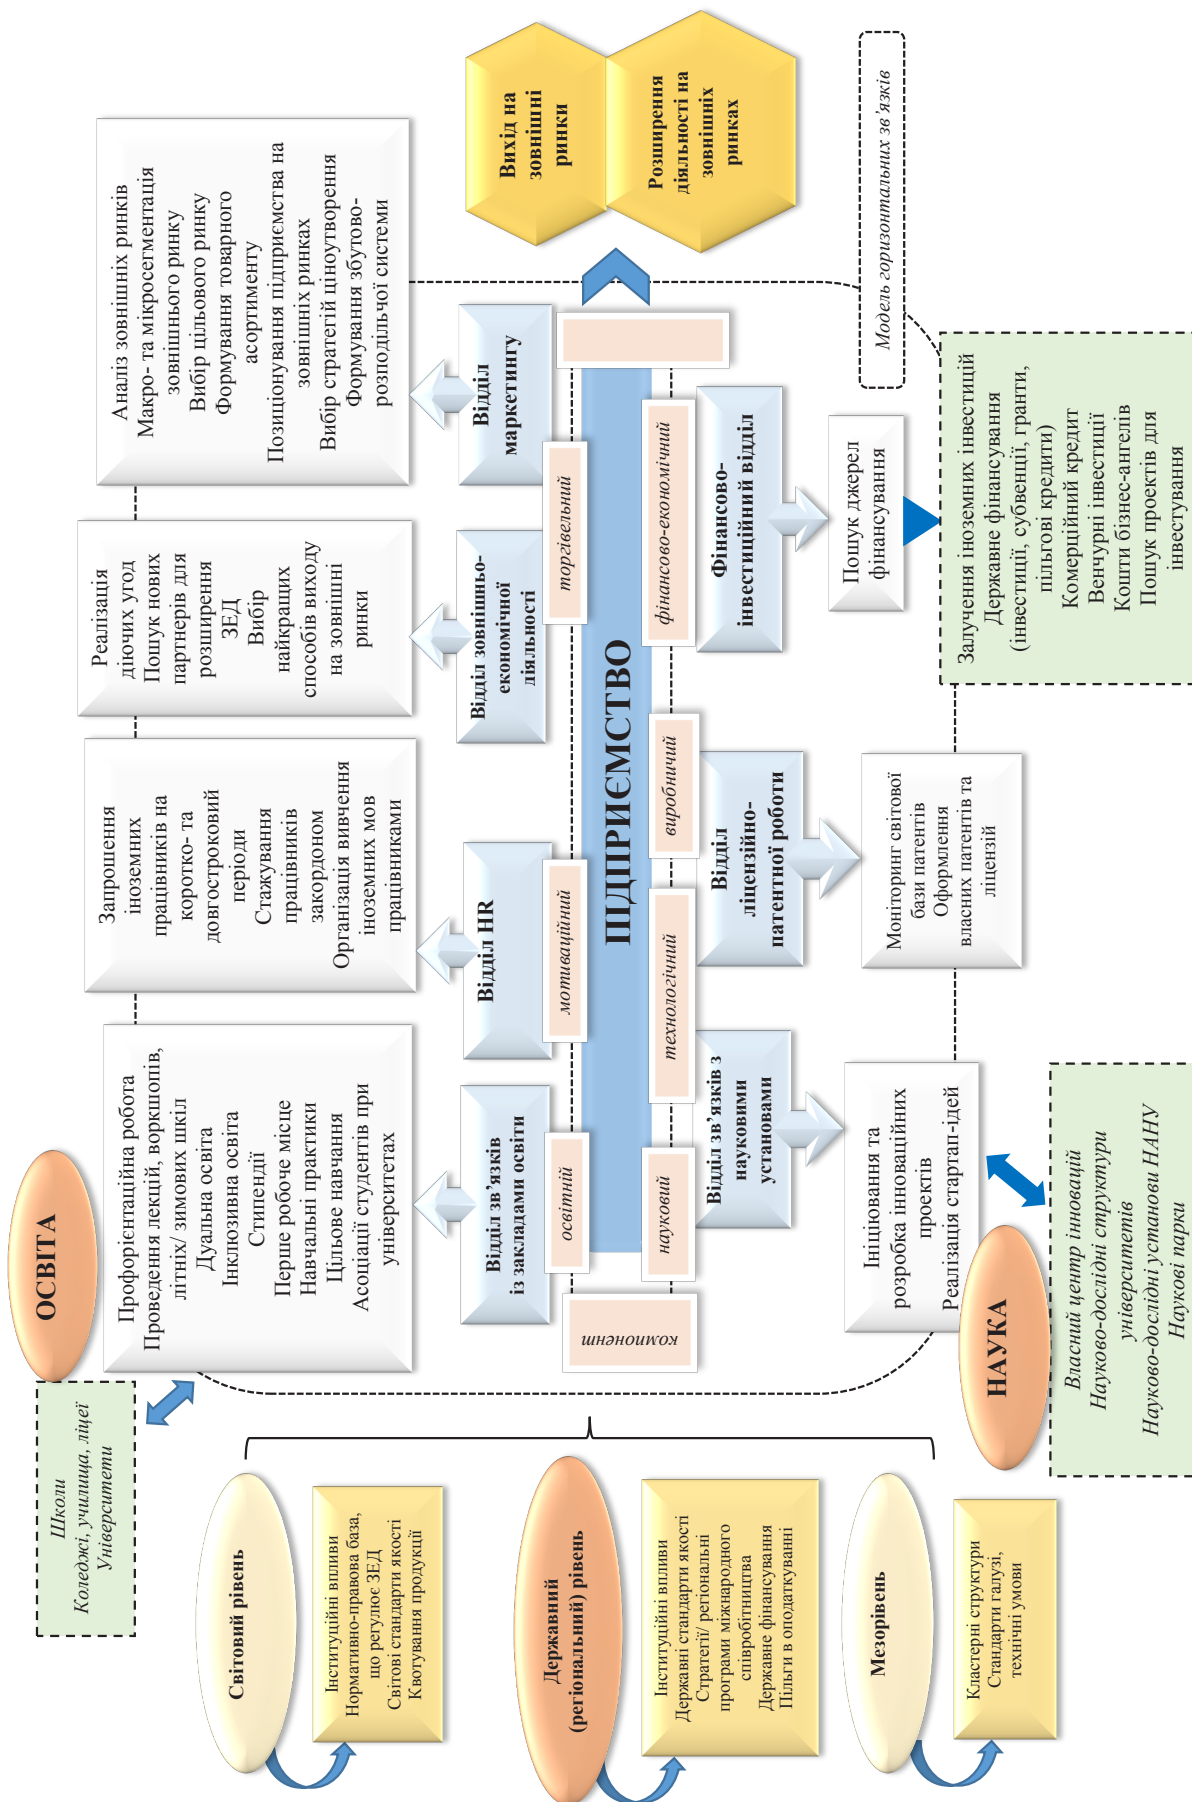 ОСВІТА
Школи
Коледжі, училища, ліцеї
Університети
Світовий рівень
Інституційні впливи
Нормативно-правова база,
що регулює ЗЕД
Світові стандарти якості
Квотування продукції
Державний
(регіональний) рівень
Інституційні впливи
Державні стандарти якості
Стратегії/ регіональні
програми міжнародного
співробітництва
Державне фінансування
Пільги в оподаткуванні
Мезорівень
Кластерні структури
Стандарти галузі,
технічні умови
Профорієнтаційна робота
Проведення лекцій, воркшопів,
літніх/ зимових шкіл
Дуальна освіта
Інклюзивна освіта
Стипендії
Перше робоче місце
Навчальні практики
Цільове навчання
Асоціації студентів при
університетах
Запрошення
іноземних
працівників на
коротко- та
довгостроковий
періоди
Стажування
працівників
закордоном
Організація вивчення
іноземних мов
працівниками
Реалізація
діючих угод
Пошук нових
партнерів для
розширення
ЗЕД
Вибір
найкращих
способів виходу
на зовнішні
ринки
Аналіз зовнішніх ринків
Макро- та мікросегментація
зовнішнього ринку
Вибір цільового ринку
Формування товарного
асортименту
Позиціонування підприємства на
зовнішніх ринках
Вибір стратегій ціноутворення
Формування збутово-
розподільчої системи
Відділ зв’язків
із закладами освіти
Відділ HR
Відділ зовнішньо-
економічної
діяльності
Відділ
маркетингу
освітній
мотиваційний
торгівельний
компонент
ПІДПРИЄМСТВО
науковий
технологічний
виробничий
фінансово-економічний
Відділ зв’язків з
науковими
установами
Відділ
ліцензійно-
патентної роботи
Фінансово-
інвестиційний відділ
Ініціювання та
розробка інноваційних
проектів
Реалізація стартап-ідей
Моніторинг світової
бази патентів
Оформлення
власних патентів та
ліцензій
Пошук джерел
фінансування
НАУКА
Власний центр інновацій
Науково-дослідні структури
університетів
Науково-дослідні установи НАНУ
Наукові парки
Залучення іноземних інвестицій
Державне фінансування
(інвестиції, субвенції, гранти,
пільгові кредити)
Комерційний кредит
Венчурні інвестиції
Кошти бізнес-ангелів
Пошук проектів для
інвестування
Вихід на
зовнішні
ринки
Розширення
діяльності на
зовнішніх
ринках
Модель горизонтальних зв’язків